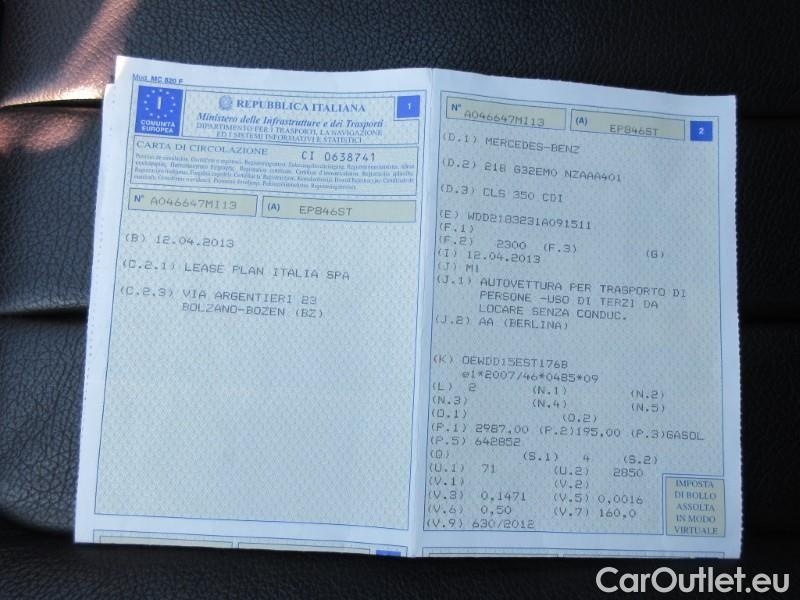 Mod. MC 820 F
I
COMUNITÀ
EUROPEA
REPUBBLICA ITALIANA
1
Ministero delle Infrastrutture e dei Trasporti
DIPARTIMENTO PER I TRASPORTI, LA NAVIGAZIONE
ED I SISTEMI INFORMATIVI E STATISTICI
CARTA DI CIRCOLAZIONE CI 0638741
N° A046647MI13 (A) EP846ST
(B) 12.04.2013
(C.2.1) LEASE PLAN ITALIA SPA
(C.2.3) VIA ARGENTIERI 23
BOLZANO-BOZEN (BZ)
N° A046647MI13 (A) EP846ST 2
(D.1) MERCEDES-BENZ
(D.2) 218 G32EM0 NZAAA401
(D.3) CLS 350 CDI
(E) WDD2183231A091511
(F.1)
(F.2) 2300 (F.3) (G)
(I) 12.04.2013
(J) M1
(J.1) AUTOVETTURA PER TRASPORTO DI
PERSONE -USO DI TERZI DA
LOCARE SENZA CONDUC.
(J.2) AA (BERLINA)
(K) OEWDD15EST176B
e1*2007/46*0485*09
(L) 2 (N.1) (N.2)
(N.3) (N.4) (N.5)
(O.1) (O.2)
(P.1) 2987,00 (P.2)195,00 (P.3)GASOL
(P.5) 642852
(Q) (S.1) 4 (S.2)
(U.1) 71 (U.2) 2850
(V.1) (V.2)
(V.3) 0,1471 (V.5) 0,0016
(V.6) 0,50 (V.7) 160,0
(V.9) 630/2012
IMPOSTA
DI BOLLO
ASSOLTA
IN MODO
VIRTUALE
CarOutlet.eu